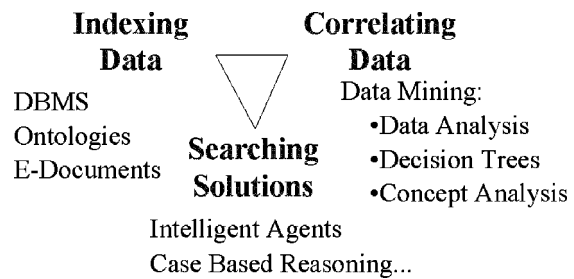 Indexing
Data
Correlating
Data
DBMS
Ontologies
E-Documents
Data Mining:
•Data Analysis
•Decision Trees
•Concept Analysis
Searching
Solutions
Intelligent Agents
Case Based Reasoning...